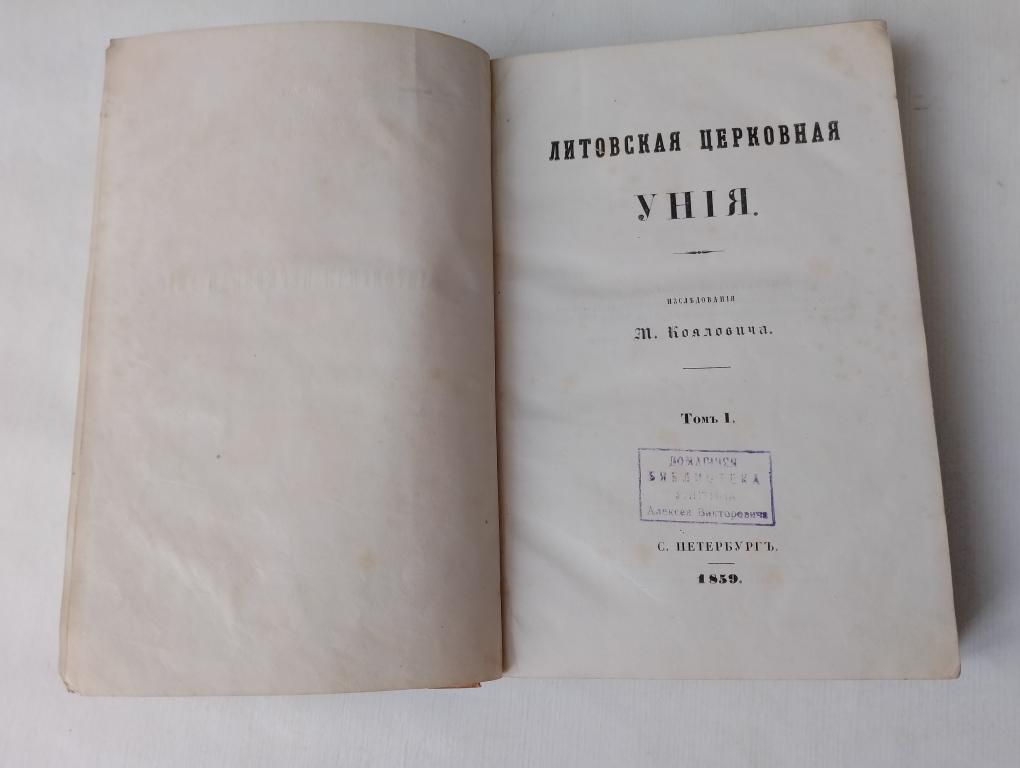 ЛИТОВСКАЯ ЦЕРКОВНАЯ
УНІЯ.
ИЗСЛѢДОВАНІЯ
М. Кояловича.
Томъ I.
ДОМАШНЯЯ
БИБЛИОТЕКА
Алексея Викторовича
С. ПЕТЕРБУРГЪ.
1859.